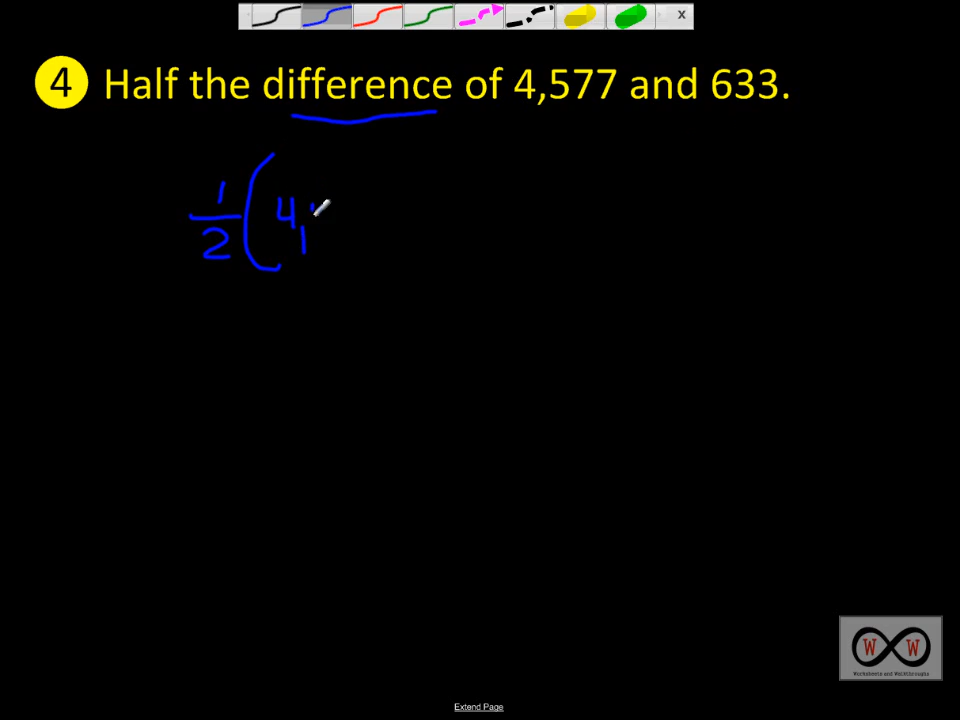 4 Half the difference of 4,577 and 633.
1/2 ( 4,
W W
Worksheets and Walkthroughs
Extend Page